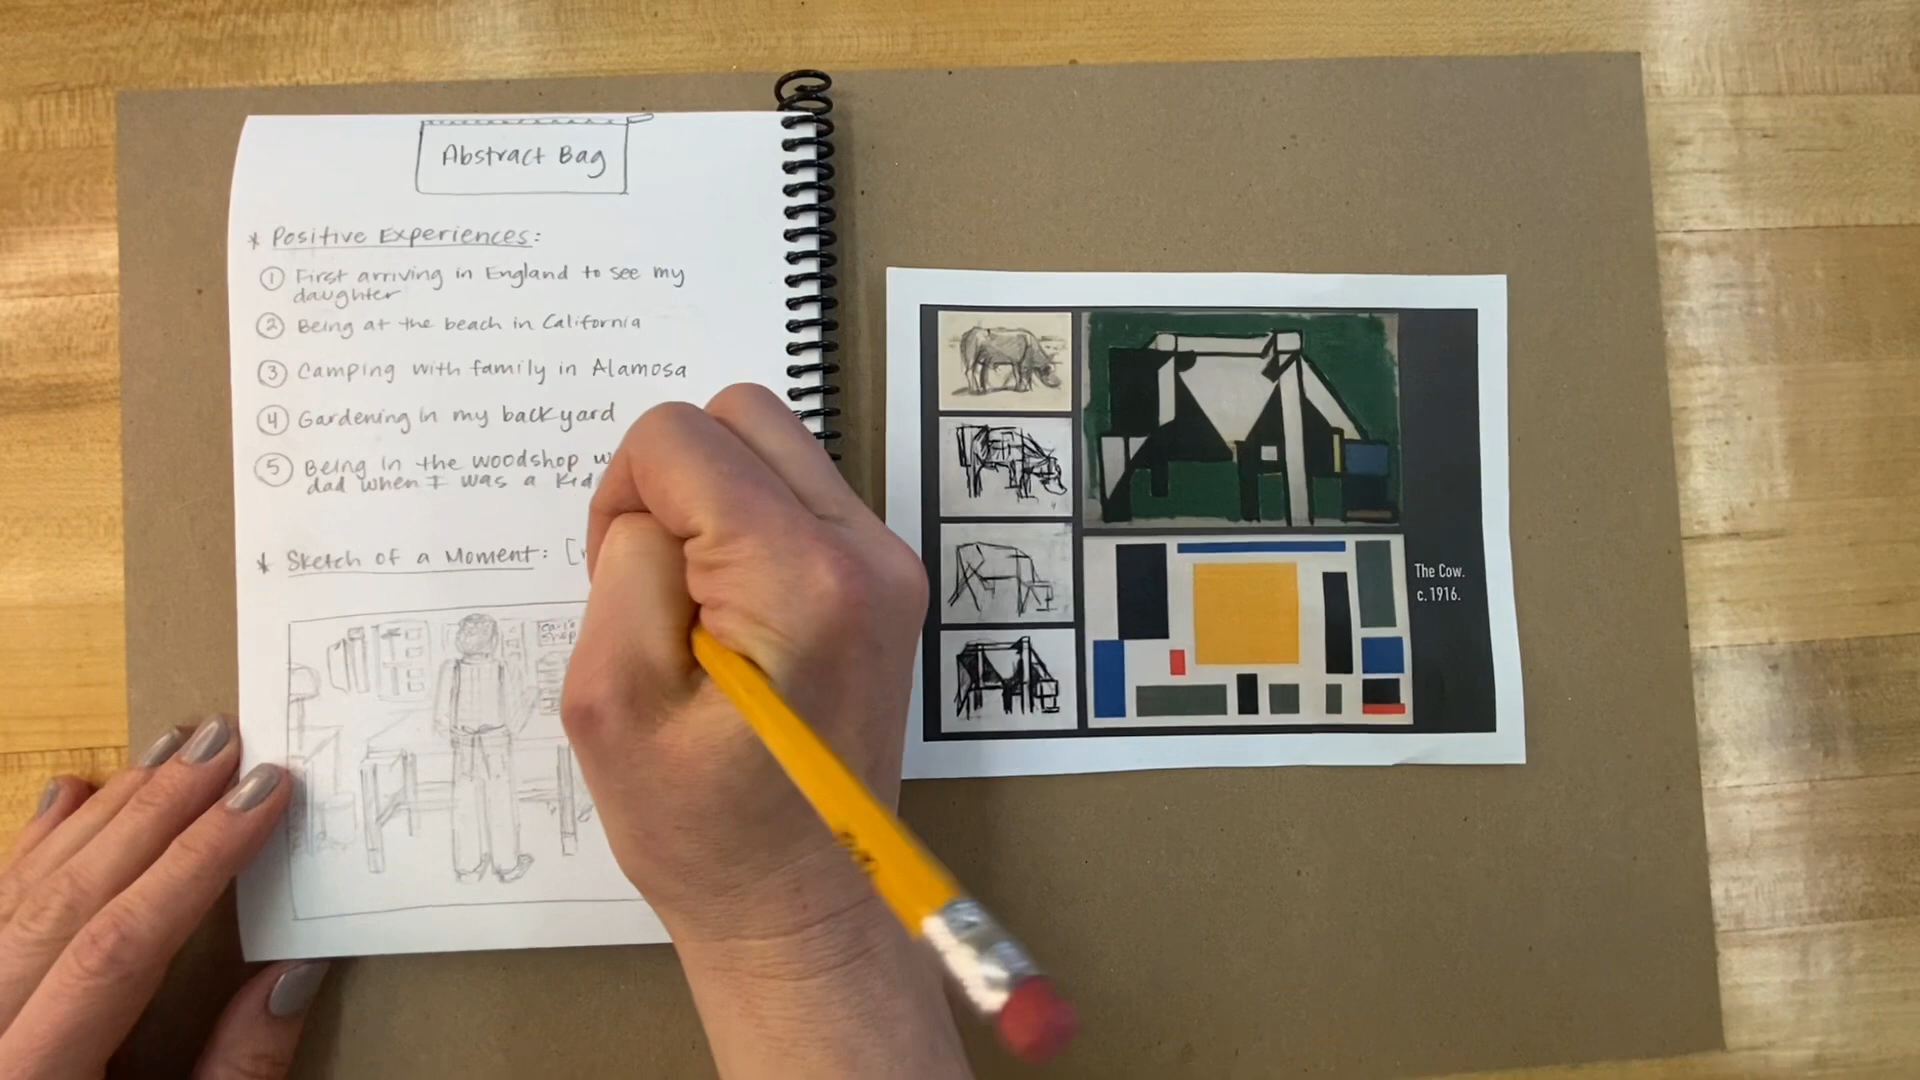 Abstract Bag
* Positive Experiences:
① First arriving in England to see my
daughter
② Being at the beach in California
③ Camping with family in Alamosa
④ Gardening in my backyard
⑤ Being in the woodshop
dad when I was a kid
* Sketch of a Moment: [
The Cow.
c. 1916.